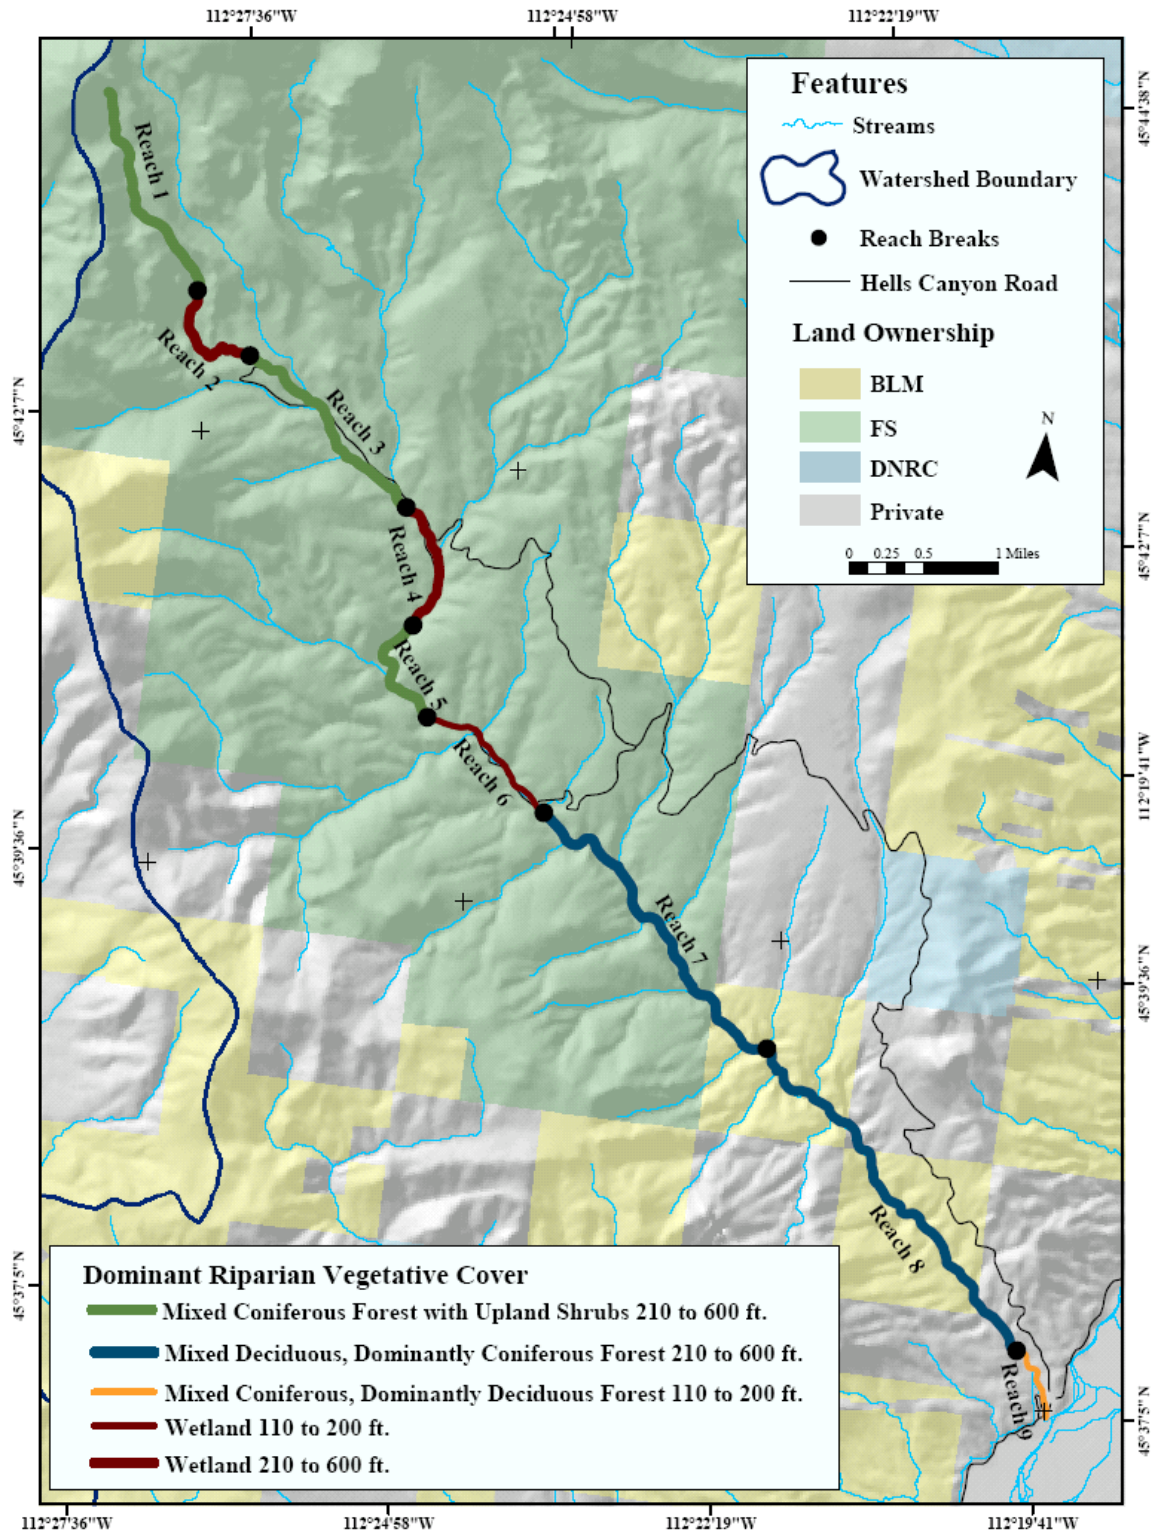 112°27'36"W 112°24'58"W 112°22'19"W
Features
Streams
Watershed Boundary
Reach Breaks
Hells Canyon Road
Land Ownership
BLM
FS
DNRC
Private
N
0 0.25 0.5 1 Miles
Reach 1
Reach 2
Reach 3
Reach 4
Reach 5
Reach 6
Reach 7
Reach 8
Reach 9
45°42'7"N
45°39'36"N
45°37'5"N
45°44'38"N
45°42'7"N
112°19'41"W
45°39'36"N
45°37'5"N
Dominant Riparian Vegetative Cover
Mixed Coniferous Forest with Upland Shrubs 210 to 600 ft.
Mixed Deciduous, Dominantly Coniferous Forest 210 to 600 ft.
Mixed Coniferous, Dominantly Deciduous Forest 110 to 200 ft.
Wetland 110 to 200 ft.
Wetland 210 to 600 ft.
112°27'36"W 112°24'58"W 112°22'19"W 112°19'41"W